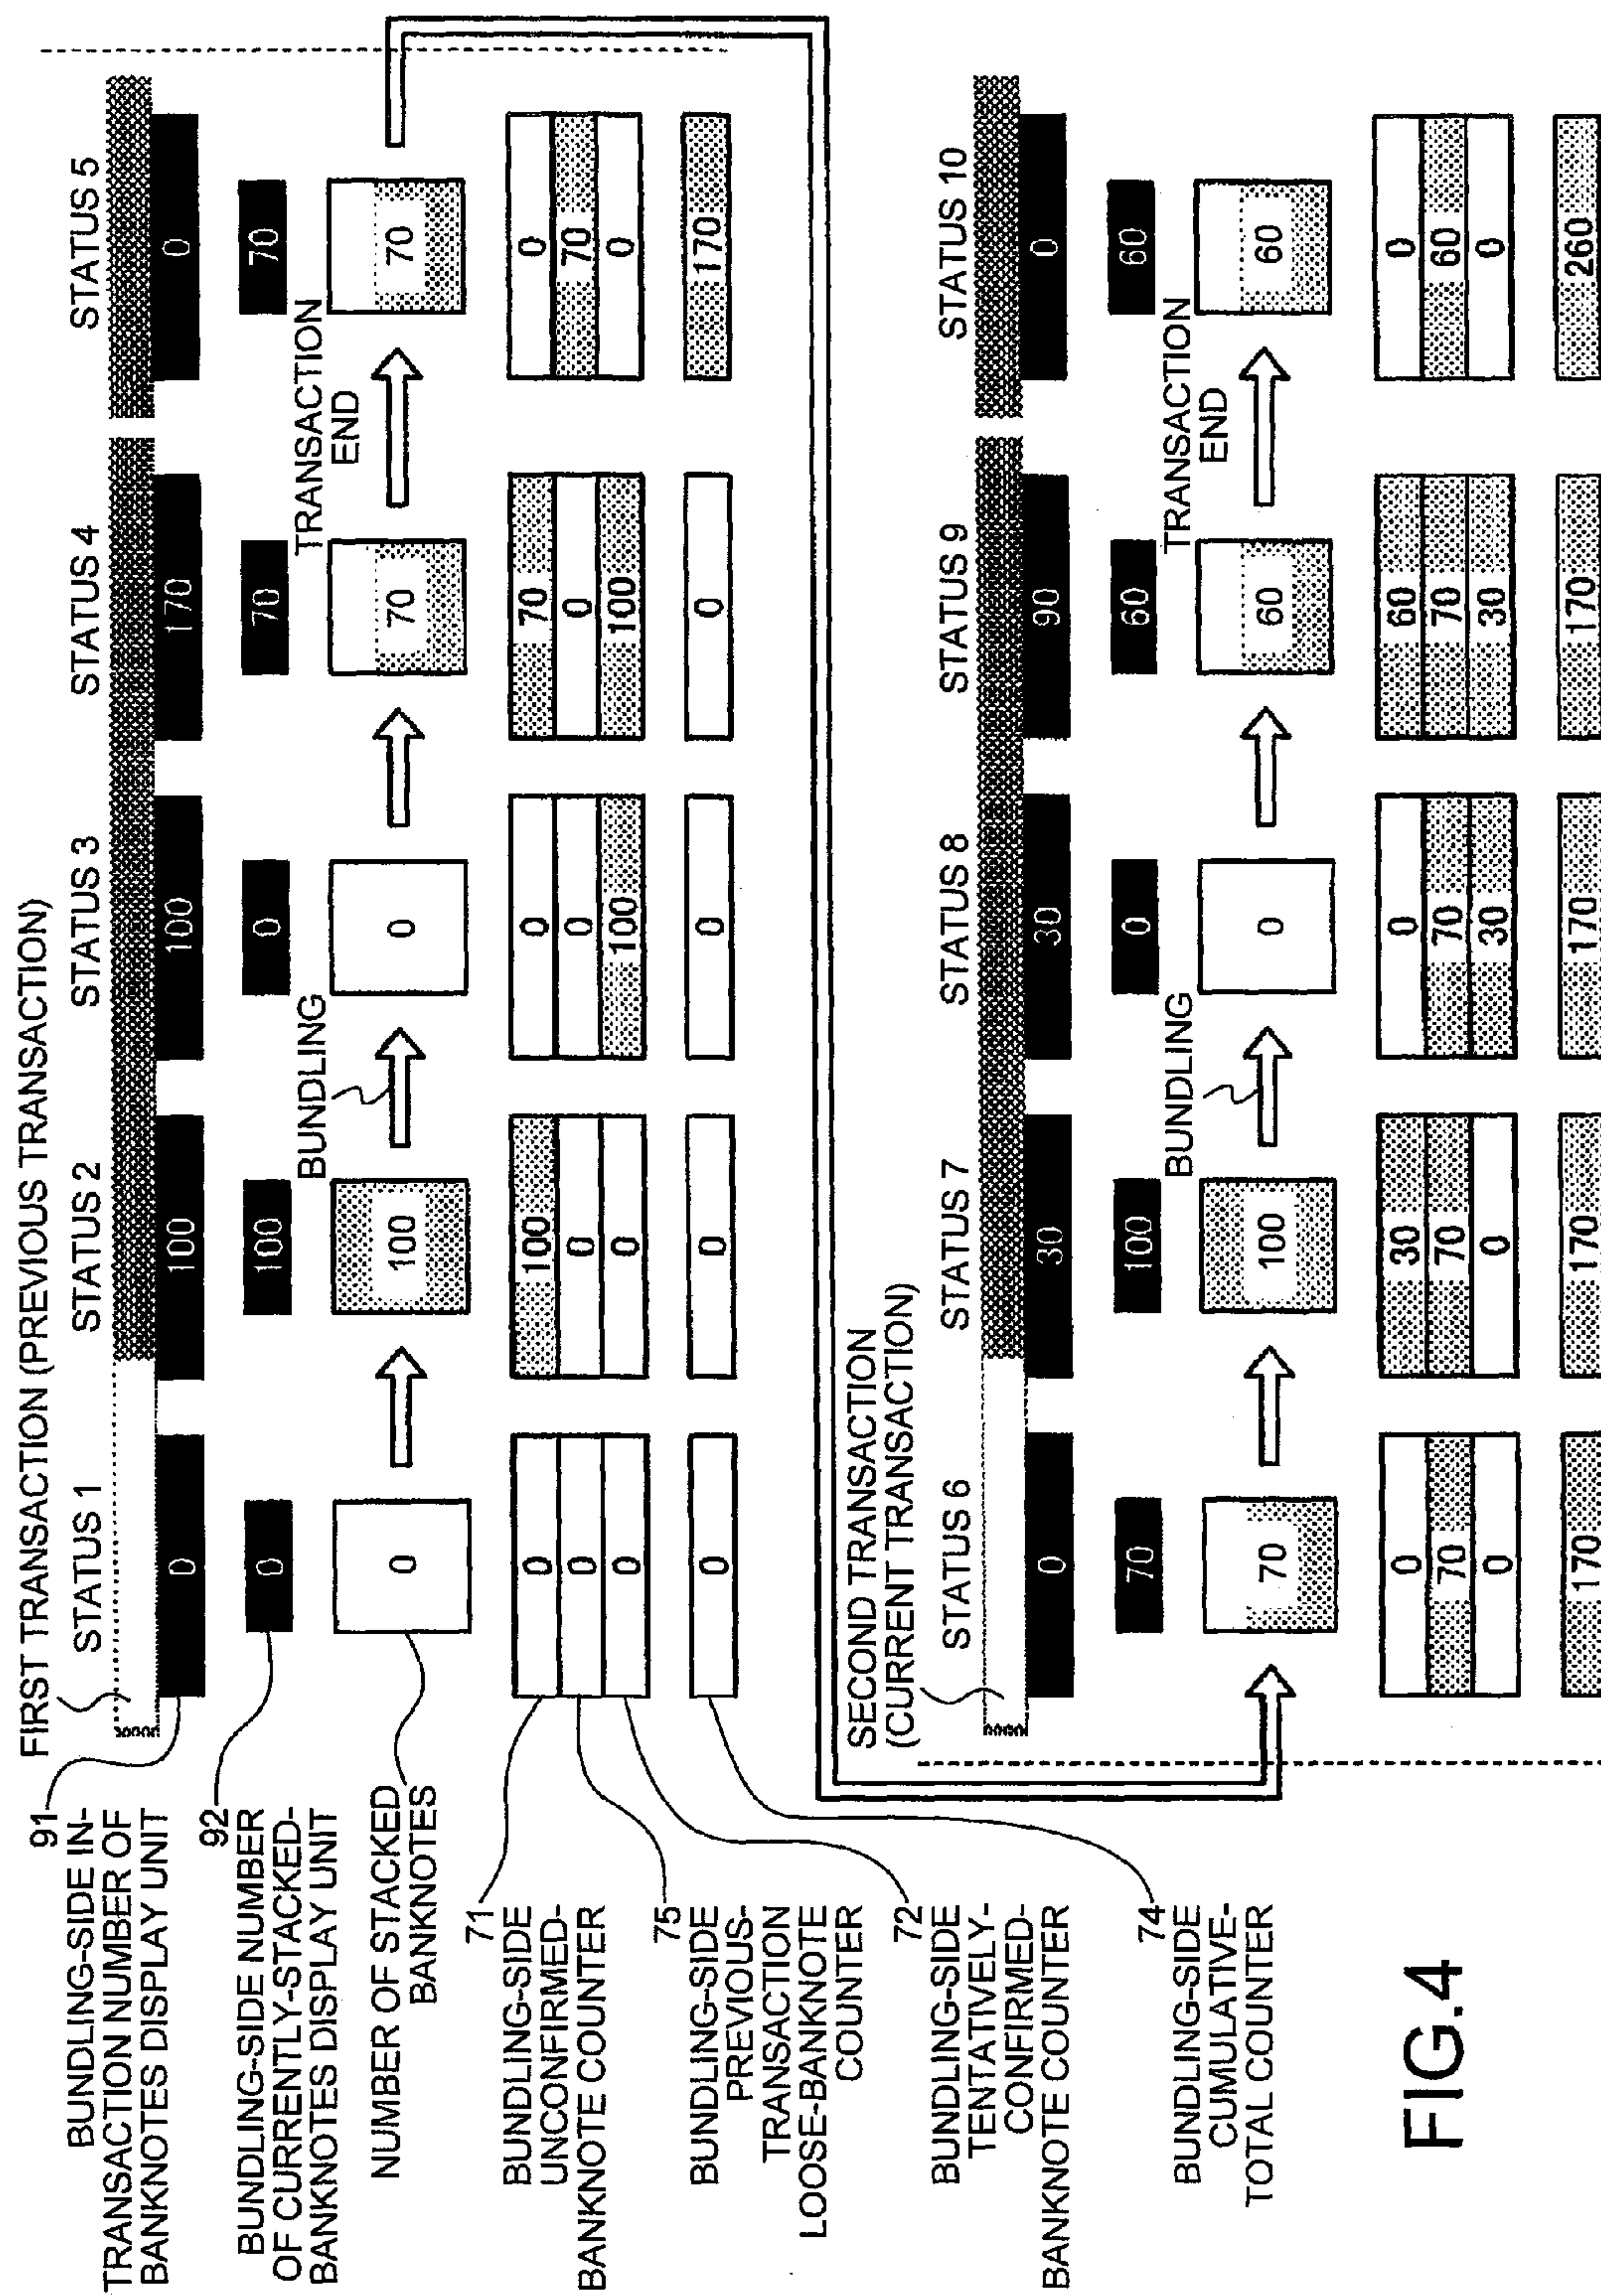 FIRST TRANSACTION (PREVIOUS TRANSACTION)
STATUS 1 STATUS 2 STATUS 3 STATUS 4 STATUS 5
91
BUNDLING-SIDE IN-
TRANSACTION NUMBER OF
BANKNOTES DISPLAY UNIT
0 100 100 170 0
92
BUNDLING-SIDE NUMBER
OF CURRENTLY-STACKED-
BANKNOTES DISPLAY UNIT
0 100 0 70 70
BUNDLING
TRANSACTION
END
NUMBER OF STACKED
BANKNOTES
0 100 0 70 70
71
BUNDLING-SIDE
UNCONFIRMED-
BANKNOTE COUNTER
0 100 0 70 0
0 0 0 0 70
0 0 100 100 0
75
BUNDLING-SIDE
PREVIOUS-
TRANSACTION
LOOSE-BANKNOTE
COUNTER
0 0 0 0 170
72
BUNDLING-SIDE
TENTATIVELY-
CONFIRMED-
BANKNOTE COUNTER
74
BUNDLING-SIDE
CUMULATIVE-
TOTAL COUNTER
SECOND TRANSACTION
(CURRENT TRANSACTION)
STATUS 6 STATUS 7 STATUS 8 STATUS 9 STATUS 10
0 30 30 90 0
70 100 0 60 60
BUNDLING
TRANSACTION
END
70 100 0 60 60
0 30 0 60 0
70 70 70 70 60
0 0 30 30 0
170 170 170 170 260
FIG.4